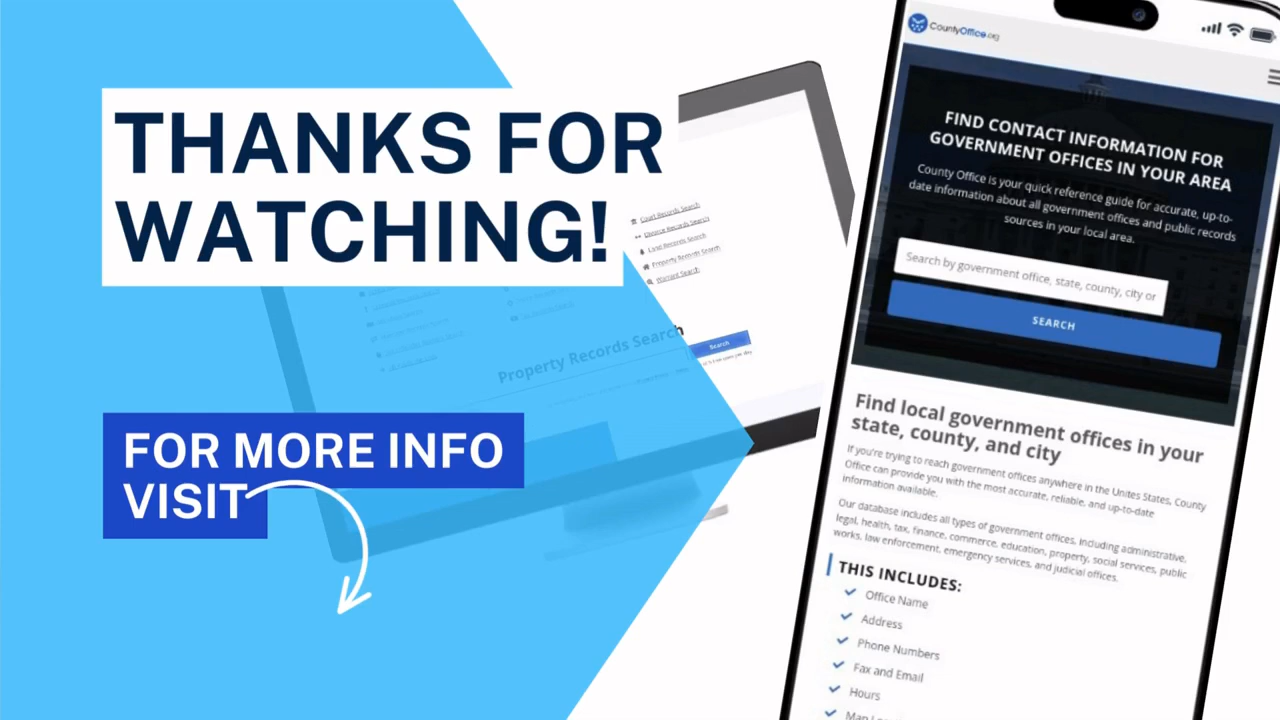 THANKS FOR
WATCHING!
FOR MORE INFO
VISIT
Court Records Search
Divorce Records Search
Land Records Search
Property Records Search
Warrant Search
Property Records Search
Search
CountyOffice.org
FIND CONTACT INFORMATION FOR
GOVERNMENT OFFICES IN YOUR AREA
County Office is your quick reference guide for accurate, up-to-
date information about all government offices and public records
sources in your local area.
Search by government office, state, county, city or
SEARCH
Find local government offices in your
state, county, and city
If you're trying to reach government offices anywhere in the Unites States, County
Office can provide you with the most accurate, reliable, and up-to-date
information available.
Our database includes all types of government offices, including administrative,
legal, health, tax, finance, commerce, education, property, social services, public
works, law enforcement, emergency services, and judicial offices.
THIS INCLUDES:
Office Name
Address
Phone Numbers
Fax and Email
Hours